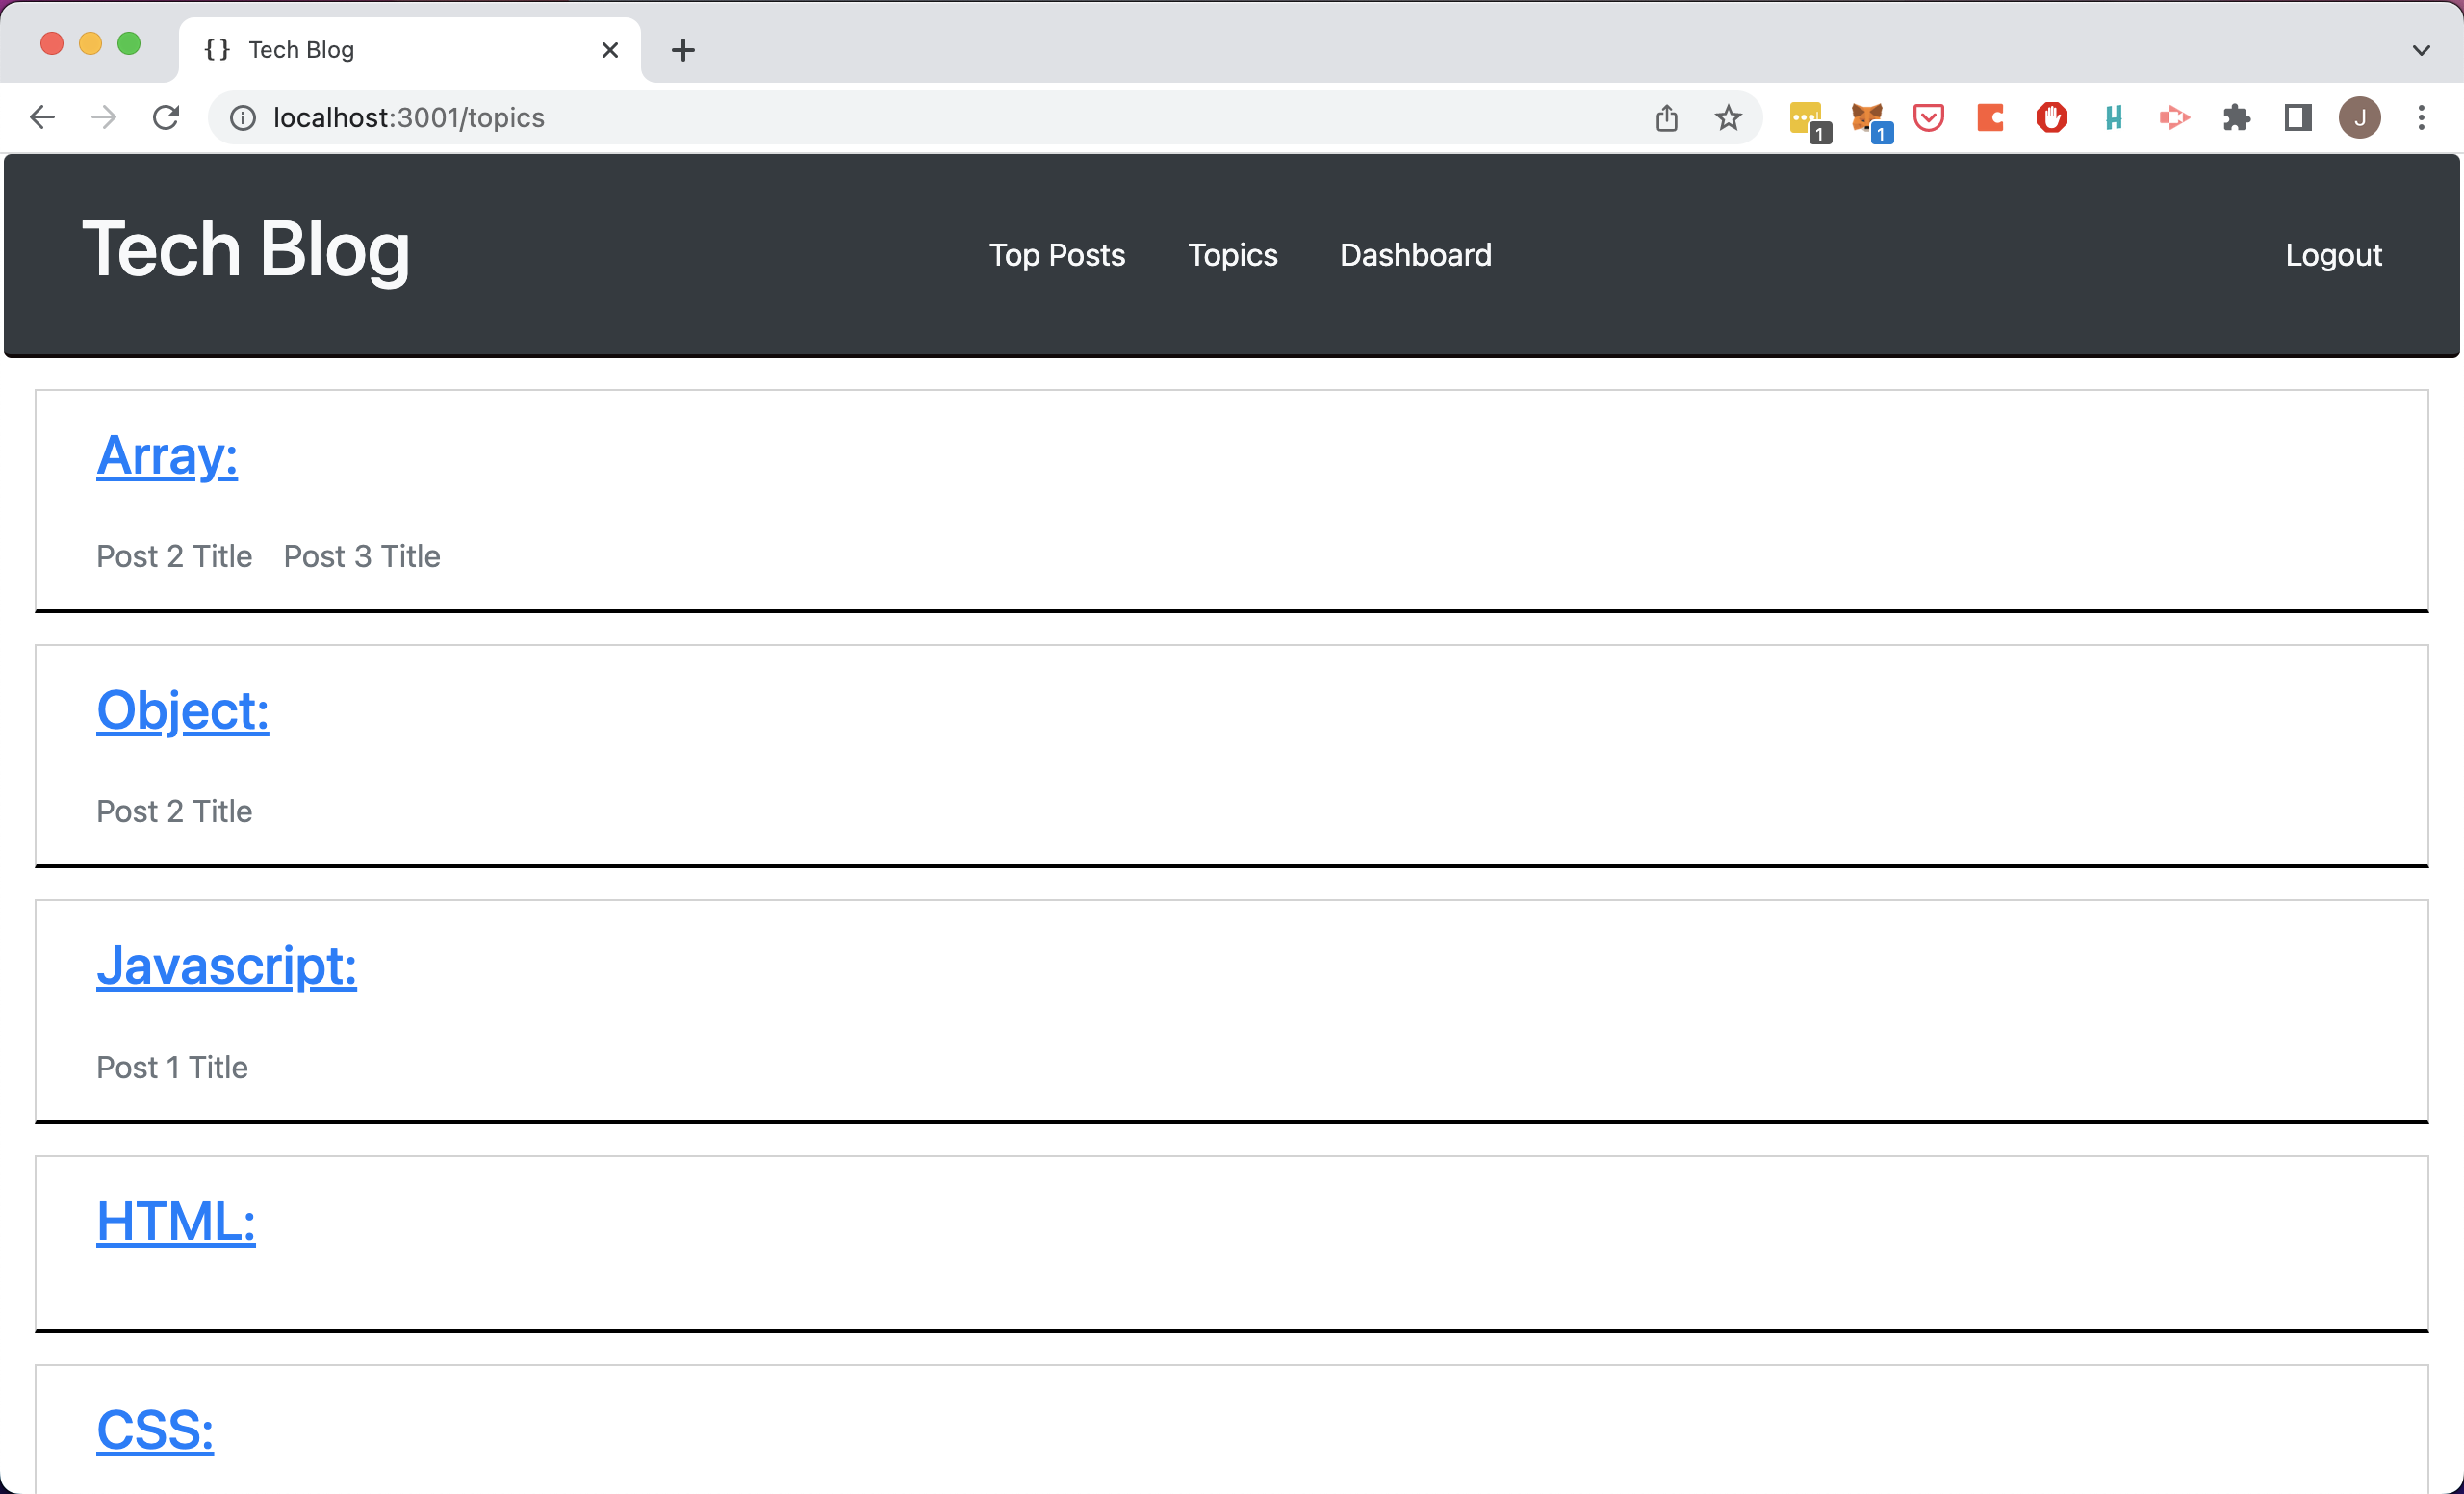 {} Tech Blog
localhost:3001/topics
1
1
J
Tech Blog
Top Posts Topics Dashboard Logout
Array:
Post 2 Title Post 3 Title
Object:
Post 2 Title
Javascript:
Post 1 Title
HTML:
CSS: